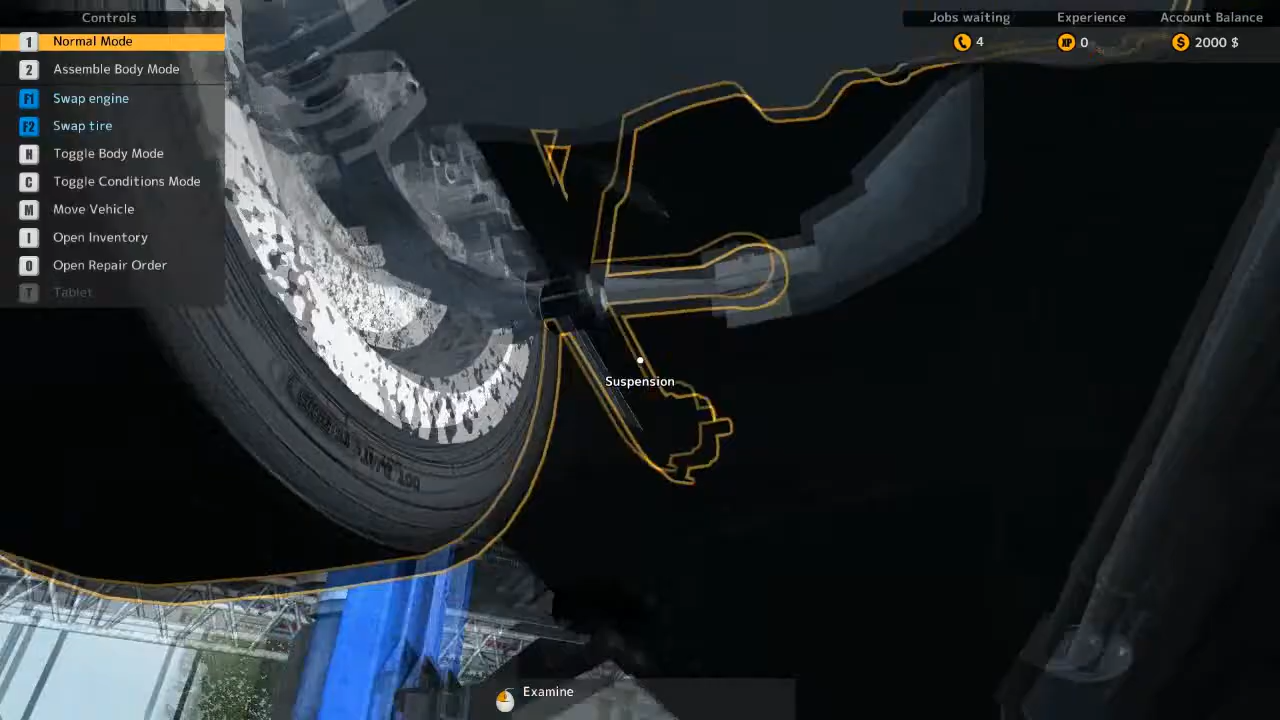 Controls
1 Normal Mode
2 Assemble Body Mode
F1 Swap engine
F2 Swap tire
H Toggle Body Mode
C Toggle Conditions Mode
M Move Vehicle
I Open Inventory
O Open Repair Order
T Tablet
Jobs waiting Experience Account Balance
4 XP 0 $ 2000 $
Suspension
Examine